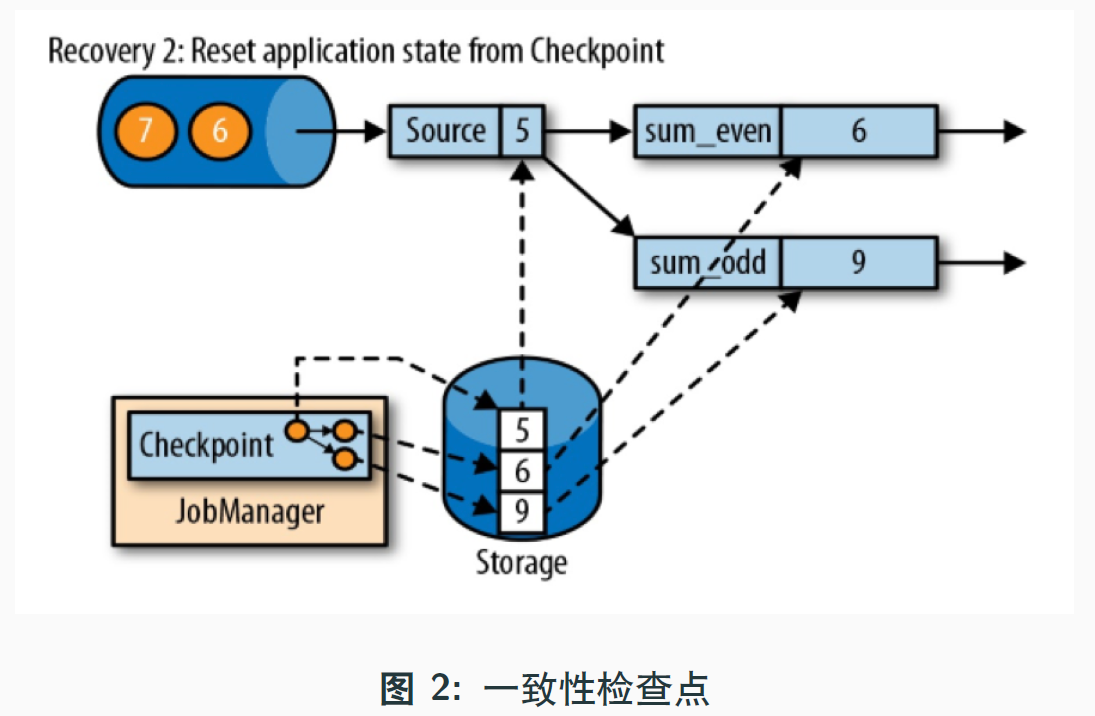 Recovery 2: Reset application state from Checkpoint
7 6 Source 5 sum_even 6
sum_odd 9
Checkpoint
JobManager
5
6
9
Storage
图 2: 一致性检查点